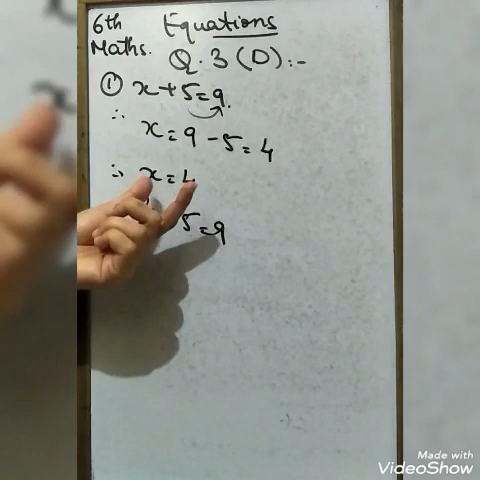 6th Equations
Maths. Q.3 (D):-
① x+5=9.
∴ x = 9 - 5 = 4
∴ x = 4
5 = 9
Made with
VideoShow